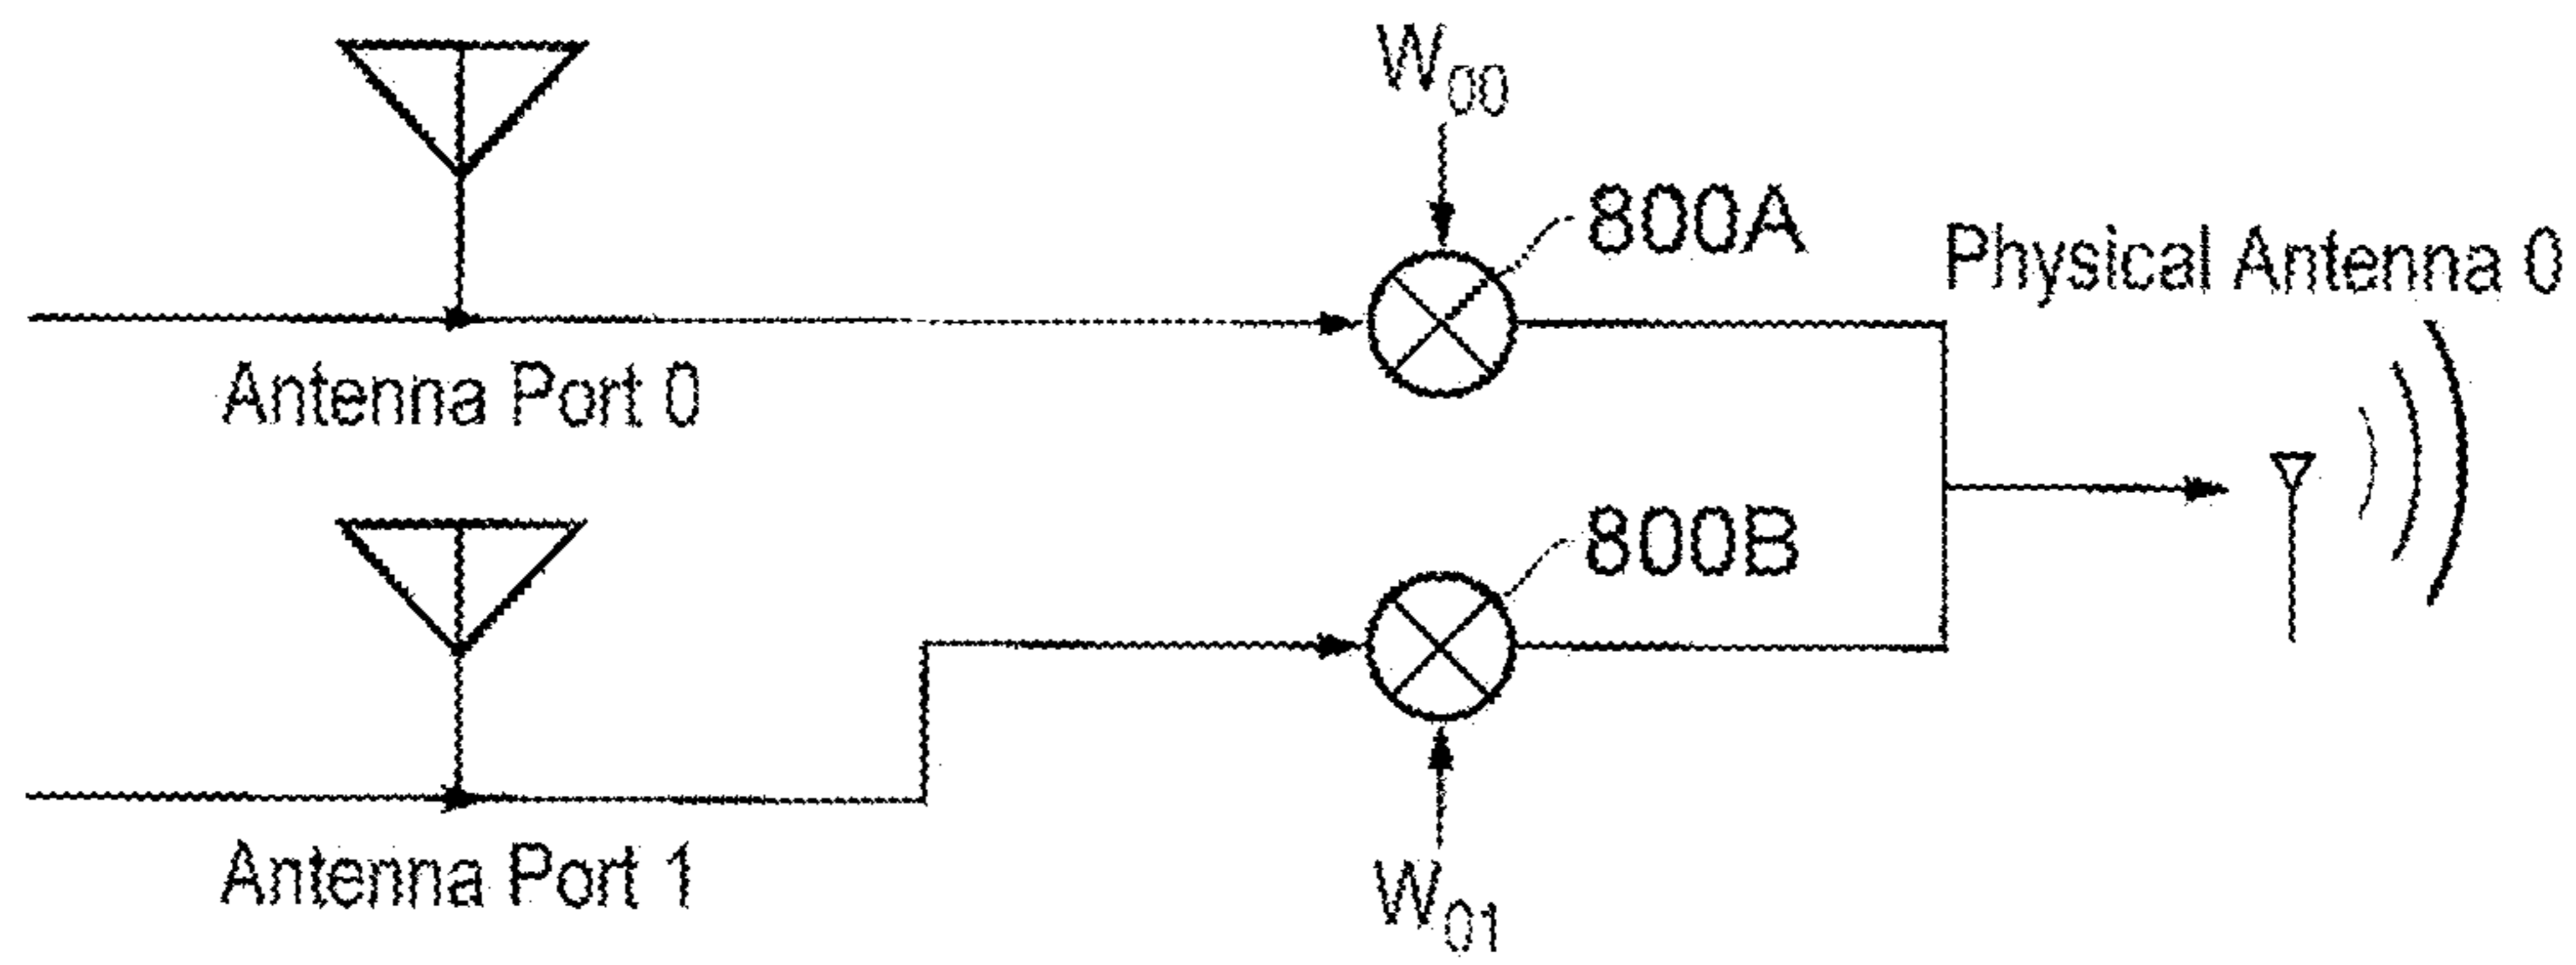 W00
800A
Physical Antenna 0
Antenna Port 0
800B
Antenna Port 1
W01